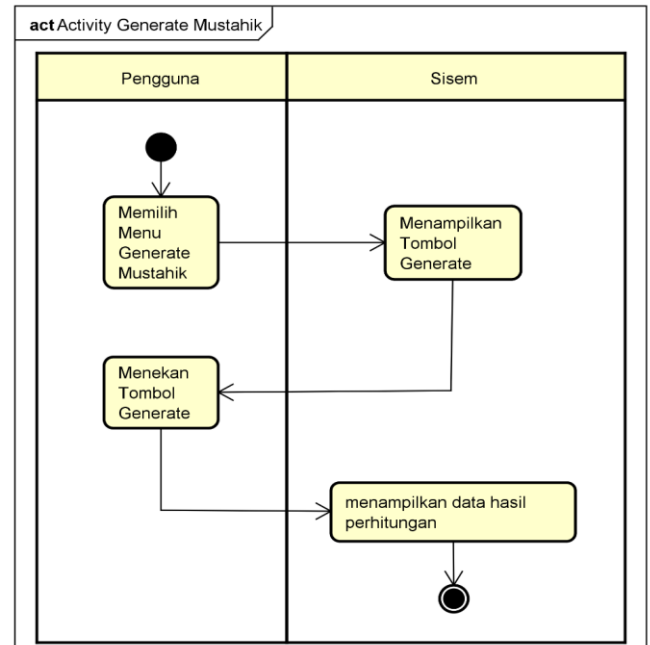 act Activity Generate Mustahik
Pengguna
Sisem
Memilih
Menu
Generate
Mustahik
Menampilkan
Tombol
Generate
Menekan
Tombol
Generate
menampilkan data hasil
perhitungan